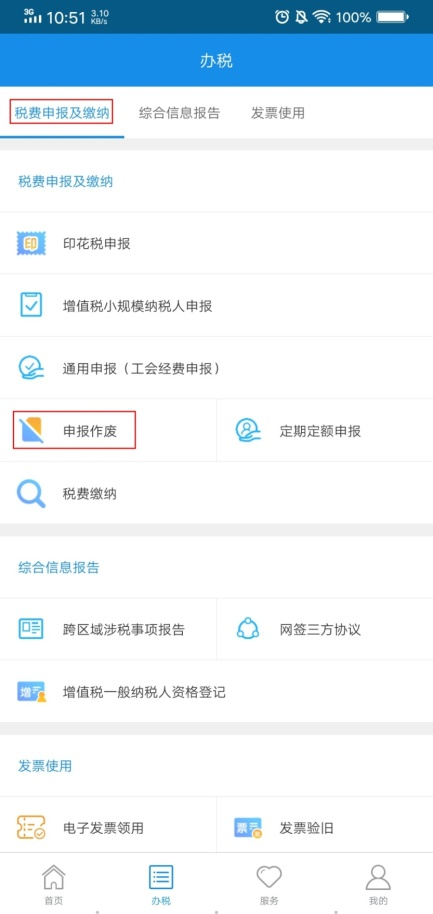 3G 10:51 3.10 KB/s 100%
办税
税费申报及缴纳 综合信息报告 发票使用
税费申报及缴纳
印 印花税申报
增值税小规模纳税人申报
通用申报（工会经费申报）
申报作废 定期定额申报
税费缴纳
综合信息报告
跨区域涉税事项报告 网签三方协议
增 增值税一般纳税人资格登记
发票使用
电子发票领用 票 发票验旧
首页 办税 服务 我的